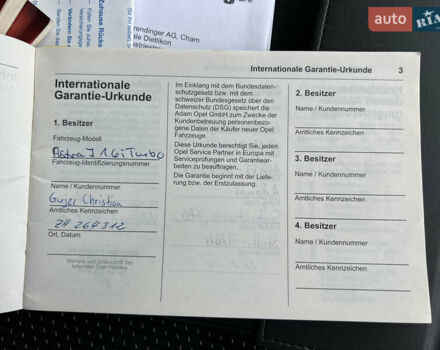 auto RIA
Zuhause Rücks
rendinger AG, Cham
Dietlikon
Internationale Garantie-Urkunde 3
Internationale
Garantie-Urkunde
1. Besitzer
Fahrzeug-Modell
Astra J 1.6i Turbo
Fahrzeug-Identifizierungsnummer
Name / Kundennummer
Gujer Christian
Amtliches Kennzeichen
ZH 264312
Ort, Datum
Stempel und Unterschrift des
liefernden Opel Partners
Im Einklang mit dem Bundesdaten-
schutzgesetz bzw. mit dem
schweizer Bundesgesetz über den
Datenschutz (DSG) speichert die
Adam Opel GmbH zum Zwecke der
Kundenbetreuung personenbezo-
gene Daten der Käufer neuer Opel
Fahrzeuge.
Diese Urkunde berechtigt Sie, jeden
Opel Service Partner in Europa mit
Serviceprüfungen und Garantiear-
beiten zu beauftragen.
Die Garantie beginnt mit der Liefe-
rung bzw. der Erstzulassung.
2. Besitzer
Name / Kundennummer
Amtliches Kennzeichen
3. Besitzer
Name / Kundennummer
Amtliches Kennzeichen
4. Besitzer
Name / Kundennummer
Amtliches Kennzeichen